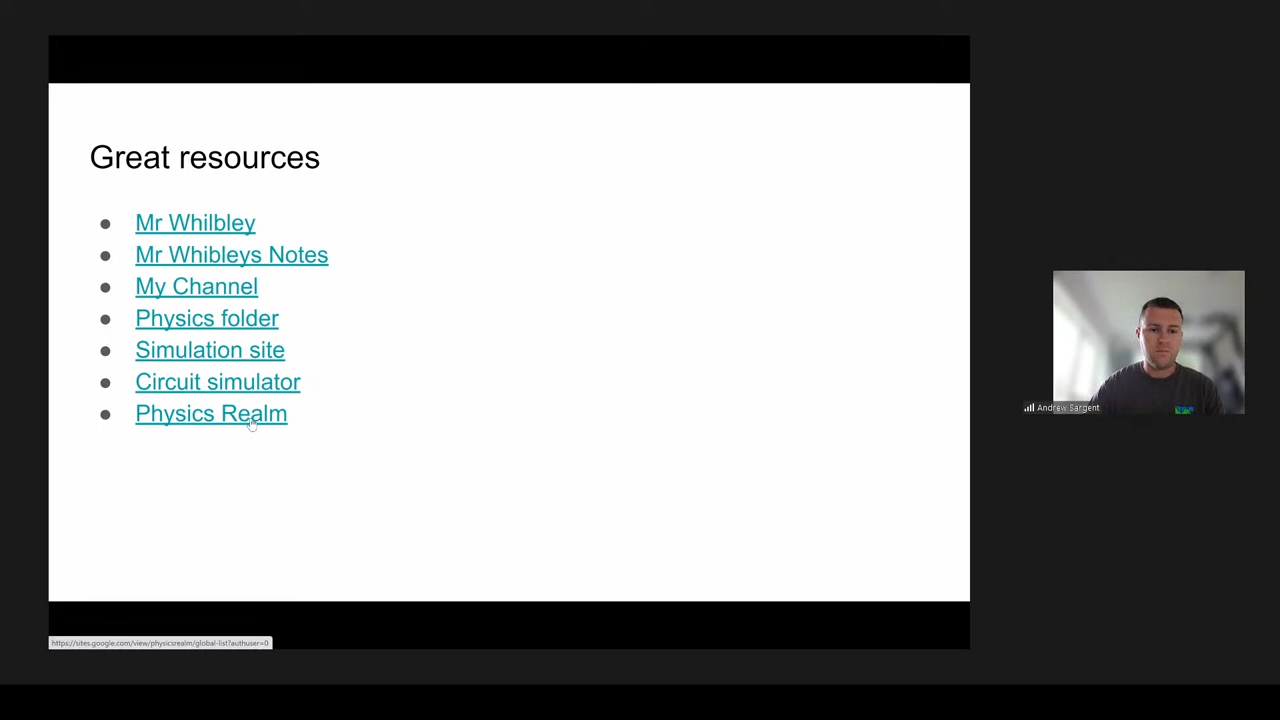 Great resources
Mr Whilbley
Mr Whibleys Notes
My Channel
Physics folder
Simulation site
Circuit simulator
Physics Realm
Andrew Sargent
https://sites.google.com/view/physicsrealm/global-list?authuser=0